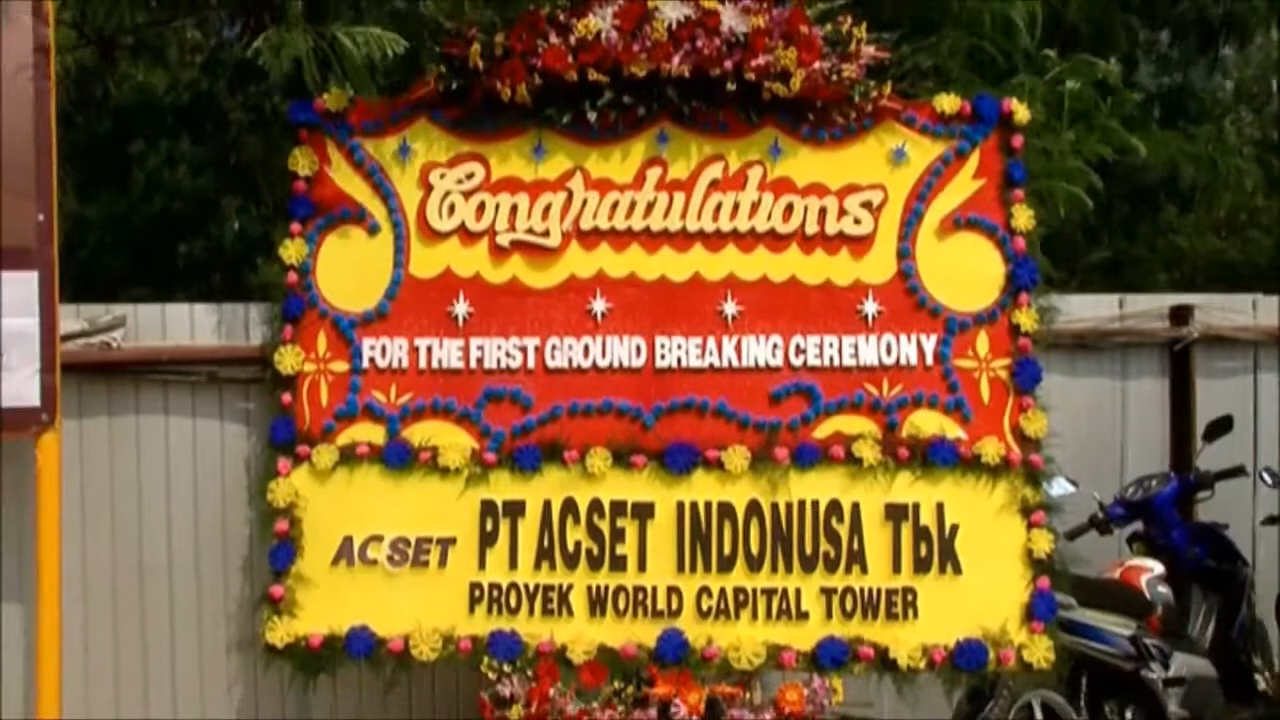 Congratulations
FOR THE FIRST GROUND BREAKING CEREMONY
ACSET PT ACSET INDONUSA Tbk
PROYEK WORLD CAPITAL TOWER